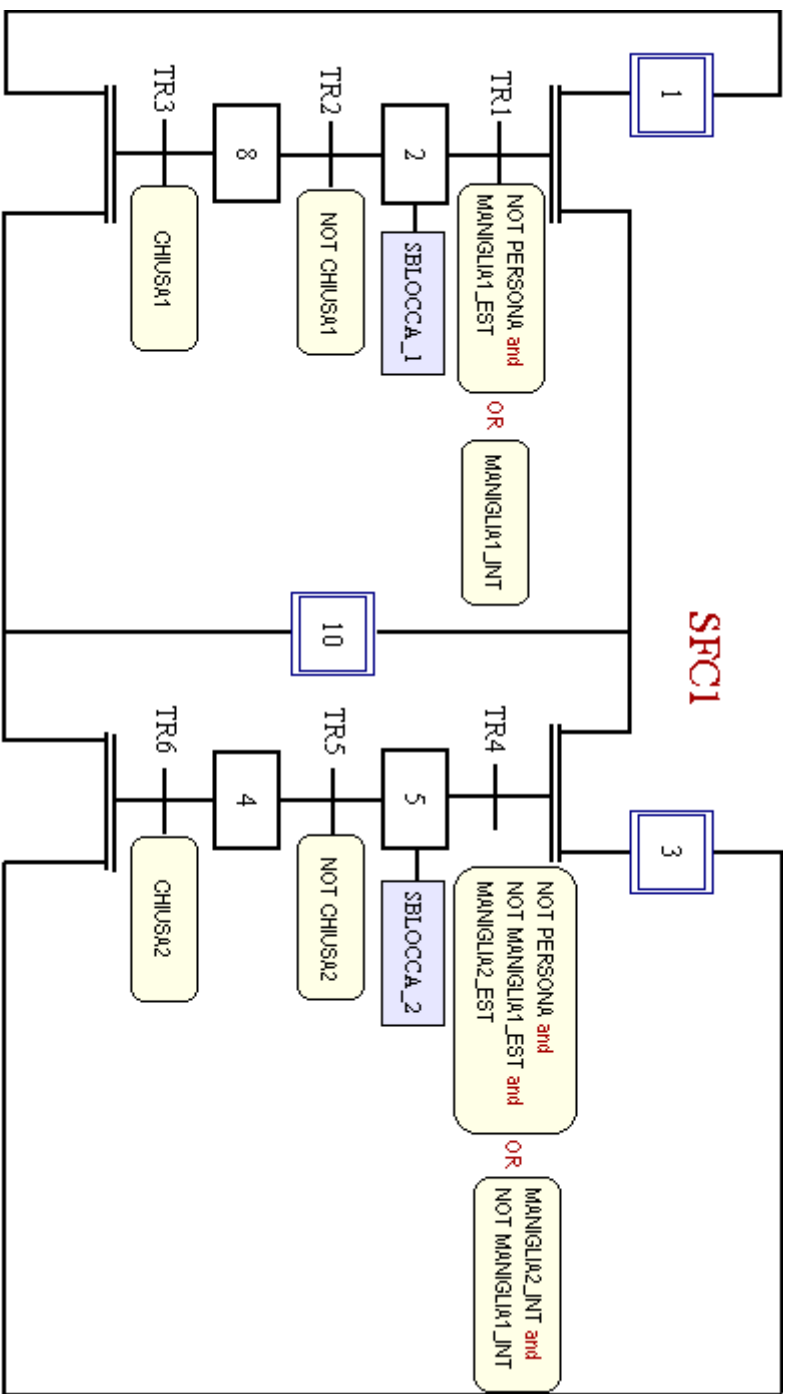 SFC1
1
3
TR1
NOT PERSONA and
MANIGLIA1_EST
OR
MANIGLIA1_INT
TR4
NOT PERSONA and
NOT MANIGLIA1_EST and
MANIGLIA2_EST
OR
MANIGLIA2_INT and
NOT MANIGLIA1_INT
2
SBLOCCA_1
5
SBLOCCA_2
10
TR2
NOT CHIUSA1
TR5
NOT CHIUSA2
8
4
TR3
CHIUSA1
TR6
CHIUSA2